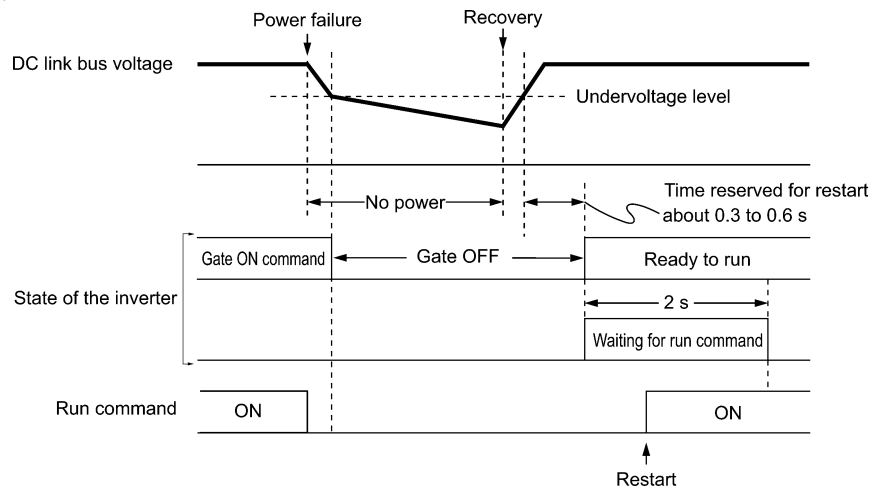 Power failure
Recovery
DC link bus voltage
Undervoltage level
No power
Time reserved for restart
about 0.3 to 0.6 s
Gate ON command
Gate OFF
Ready to run
State of the inverter
2 s
Waiting for run command
Run command
ON
ON
Restart